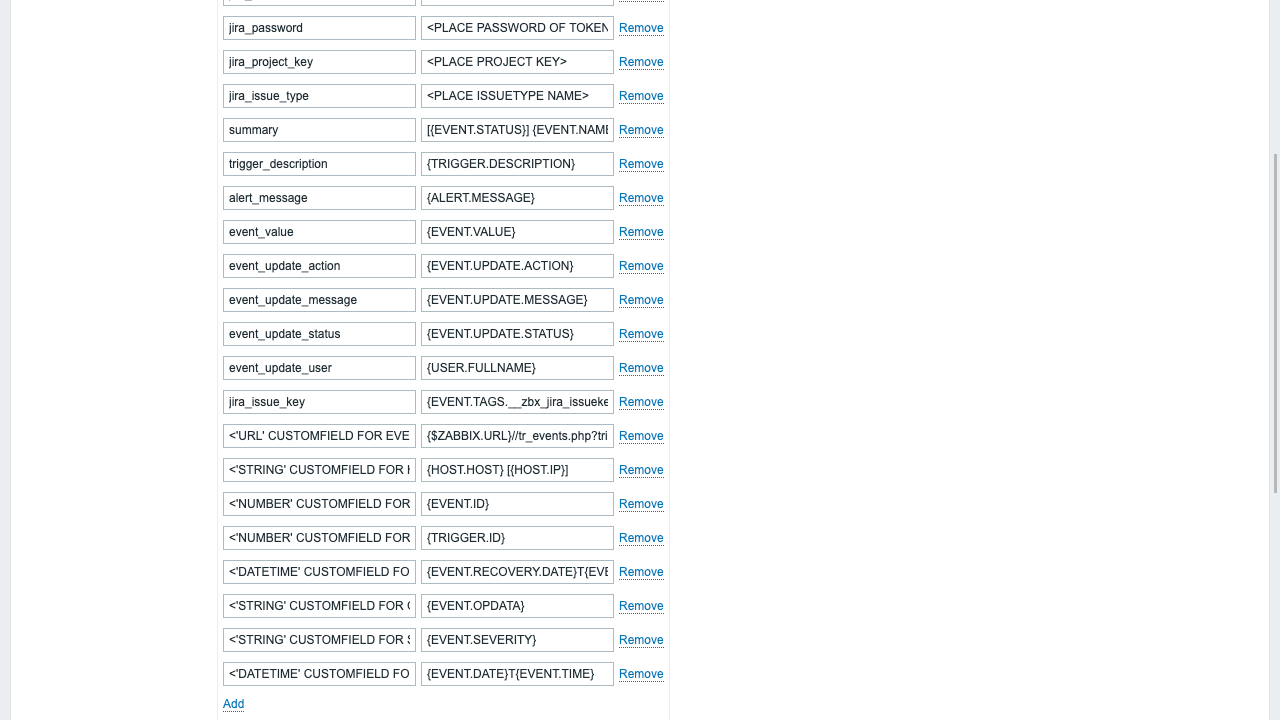 jira_password <PLACE PASSWORD OF TOKEN Remove
jira_project_key <PLACE PROJECT KEY> Remove
jira_issue_type <PLACE ISSUETYPE NAME> Remove
summary [{EVENT.STATUS}] {EVENT.NAME Remove
trigger_description {TRIGGER.DESCRIPTION} Remove
alert_message {ALERT.MESSAGE} Remove
event_value {EVENT.VALUE} Remove
event_update_action {EVENT.UPDATE.ACTION} Remove
event_update_message {EVENT.UPDATE.MESSAGE} Remove
event_update_status {EVENT.UPDATE.STATUS} Remove
event_update_user {USER.FULLNAME} Remove
jira_issue_key {EVENT.TAGS.__zbx_jira_issueke Remove
<'URL' CUSTOMFIELD FOR EVE {$ZABBIX.URL}//tr_events.php?tri Remove
<'STRING' CUSTOMFIELD FOR {HOST.HOST} [{HOST.IP}] Remove
<'NUMBER' CUSTOMFIELD FOR {EVENT.ID} Remove
<'NUMBER' CUSTOMFIELD FOR {TRIGGER.ID} Remove
<'DATETIME' CUSTOMFIELD FO {EVENT.RECOVERY.DATE}T{EVE Remove
<'STRING' CUSTOMFIELD FOR {EVENT.OPDATA} Remove
<'STRING' CUSTOMFIELD FOR {EVENT.SEVERITY} Remove
<'DATETIME' CUSTOMFIELD FO {EVENT.DATE}T{EVENT.TIME} Remove
Add